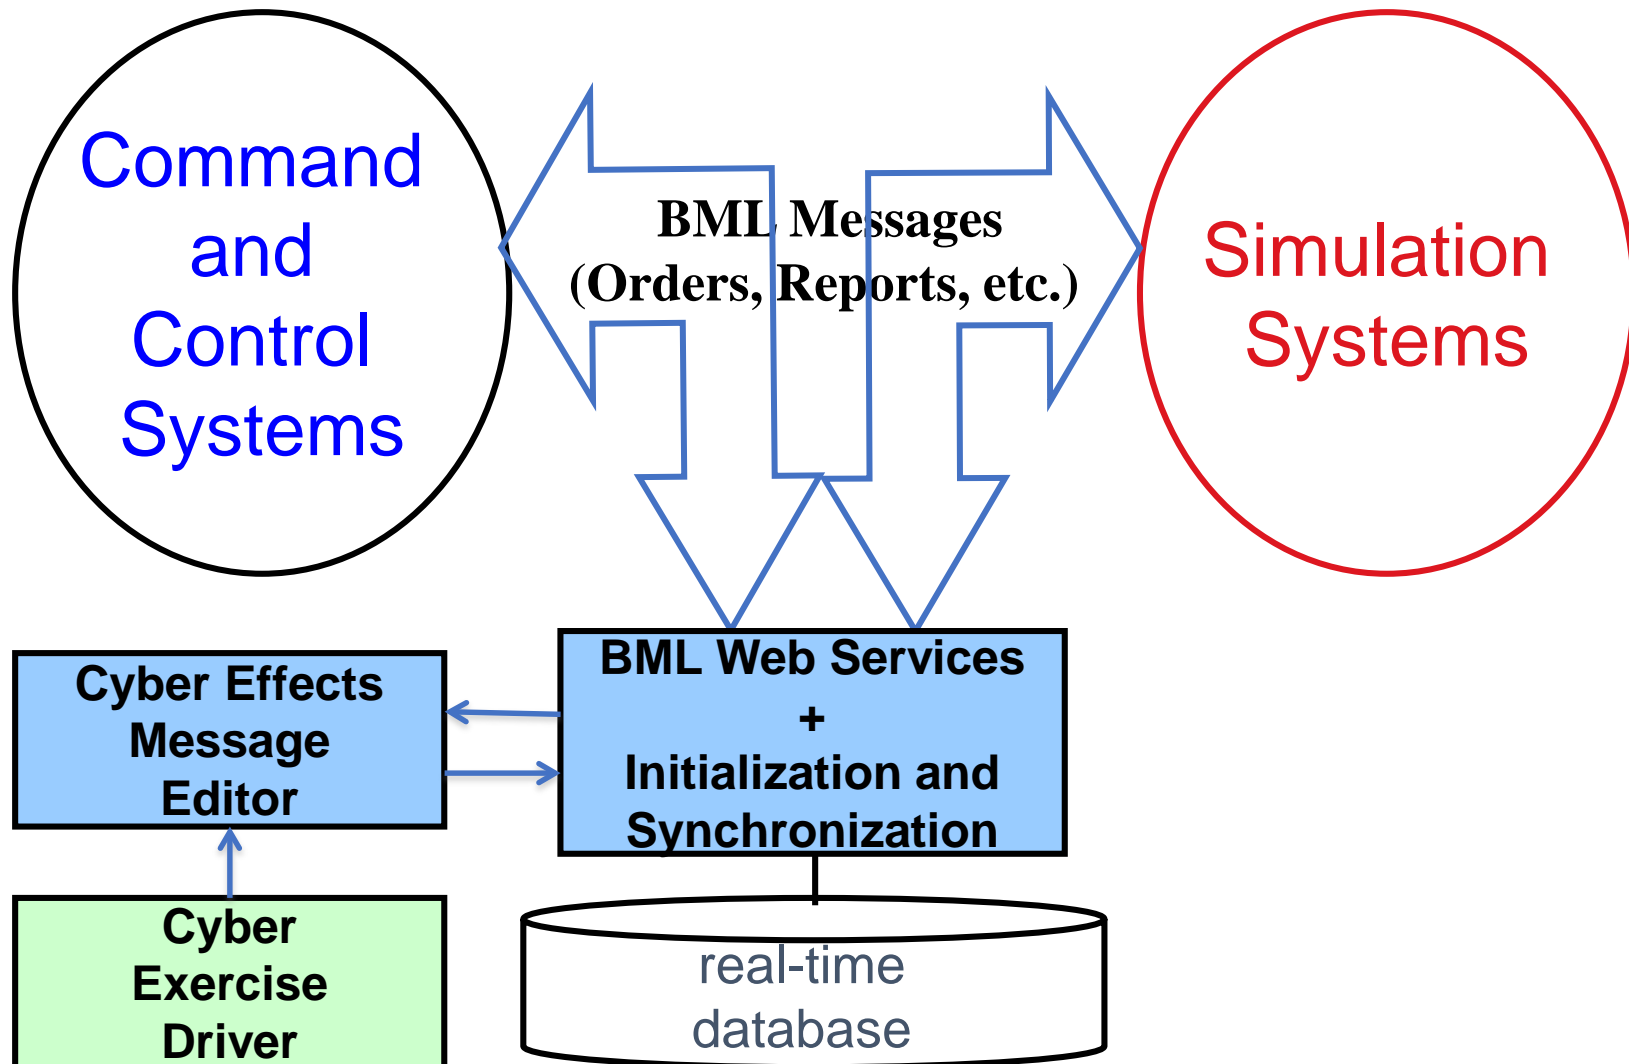 Command
and
Control
Systems
BML Messages
(Orders, Reports, etc.)
Simulation
Systems
Cyber Effects
Message
Editor
BML Web Services
+
Initialization and
Synchronization
Cyber
Exercise
Driver
real-time
database